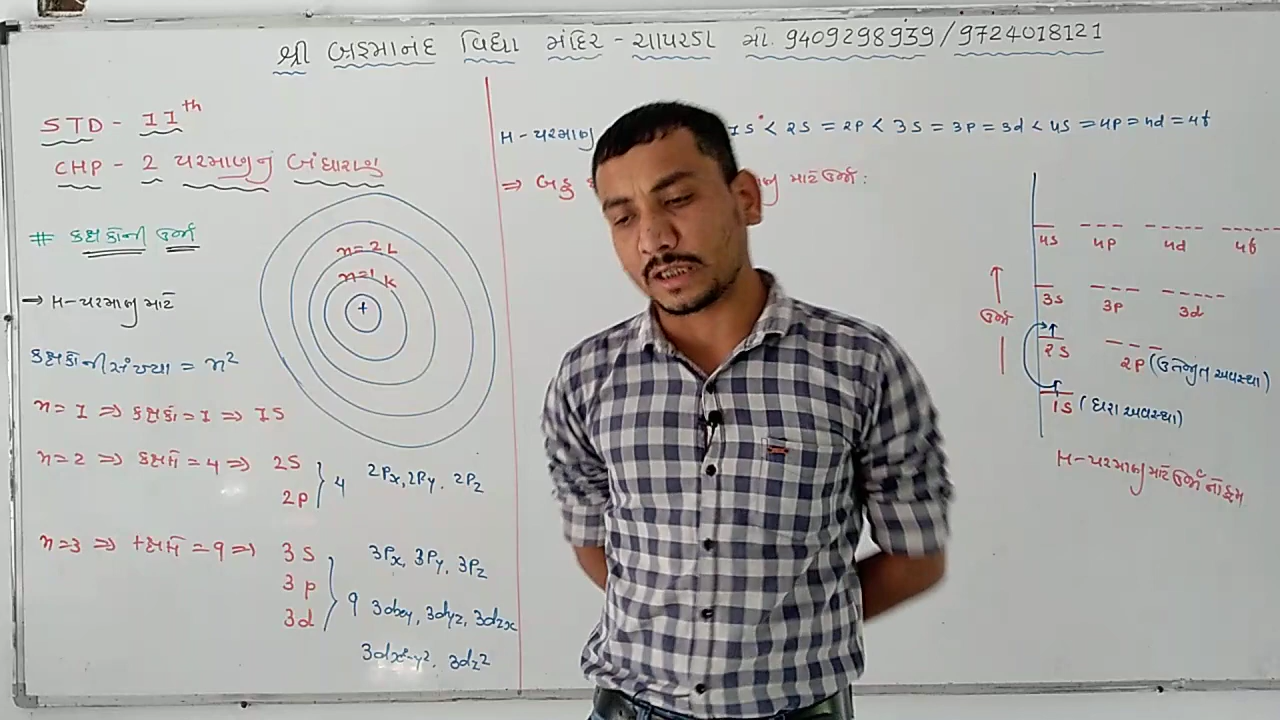 શ્રી બ્રહ્માનંદ વિદ્યા મંદિર - ચાપરડા મો. 9409298939 / 9724018121
STD - 11th
CHP - 2 પરમાણુનું બંધારણ
# કક્ષકોની ઉર્જા
→ H-પરમાણુ માટે
કક્ષકોની સંખ્યા = n²
n=1 ⇒ કક્ષકો = 1 ⇒ 1S
n=2 ⇒ કક્ષકો = 4 ⇒ 2S
2p } 4 2Px, 2Py, 2Pz
n=3 ⇒ કક્ષકો = 9 ⇒ 3S
3p
3d } 9
3Px, 3Py, 3Pz
3dxy, 3dyz, 3dzx
3dx²-y², 3dz²
n=2 L
n=1 K
+
H-પરમાણુ 1S < 2S = 2P < 3S = 3P = 3d < 4S = 4P = 4d = 4f
⇒ બહુ માટે ઉર્જા :
4S 4P 4d 4f
3S 3P 3d
ઉર્જા
2S 2P (ઉત્તેજીત અવસ્થા)
1S (ધરા અવસ્થા)
H-પરમાણુ માટે ઉર્જાનો ક્રમ